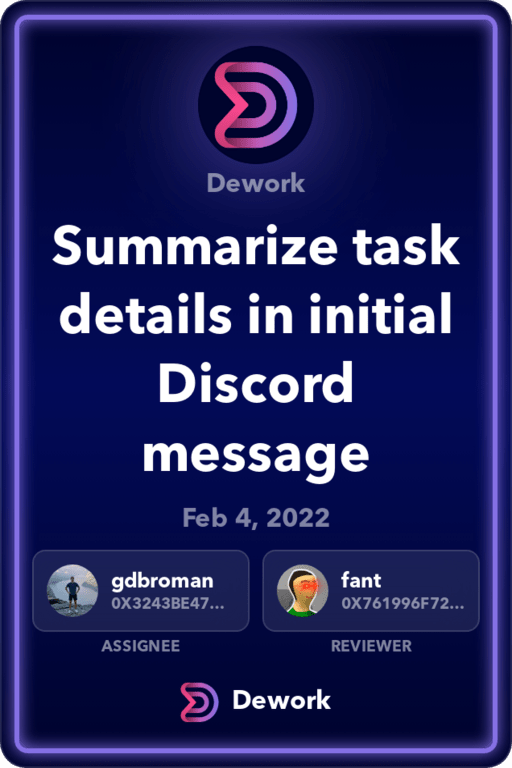 Dework
Summarize task
details in initial
Discord
message
Feb 4, 2022
gdbroman
0X3243BE47...
fant
0X761996F72...
ASSIGNEE
REVIEWER
Dework